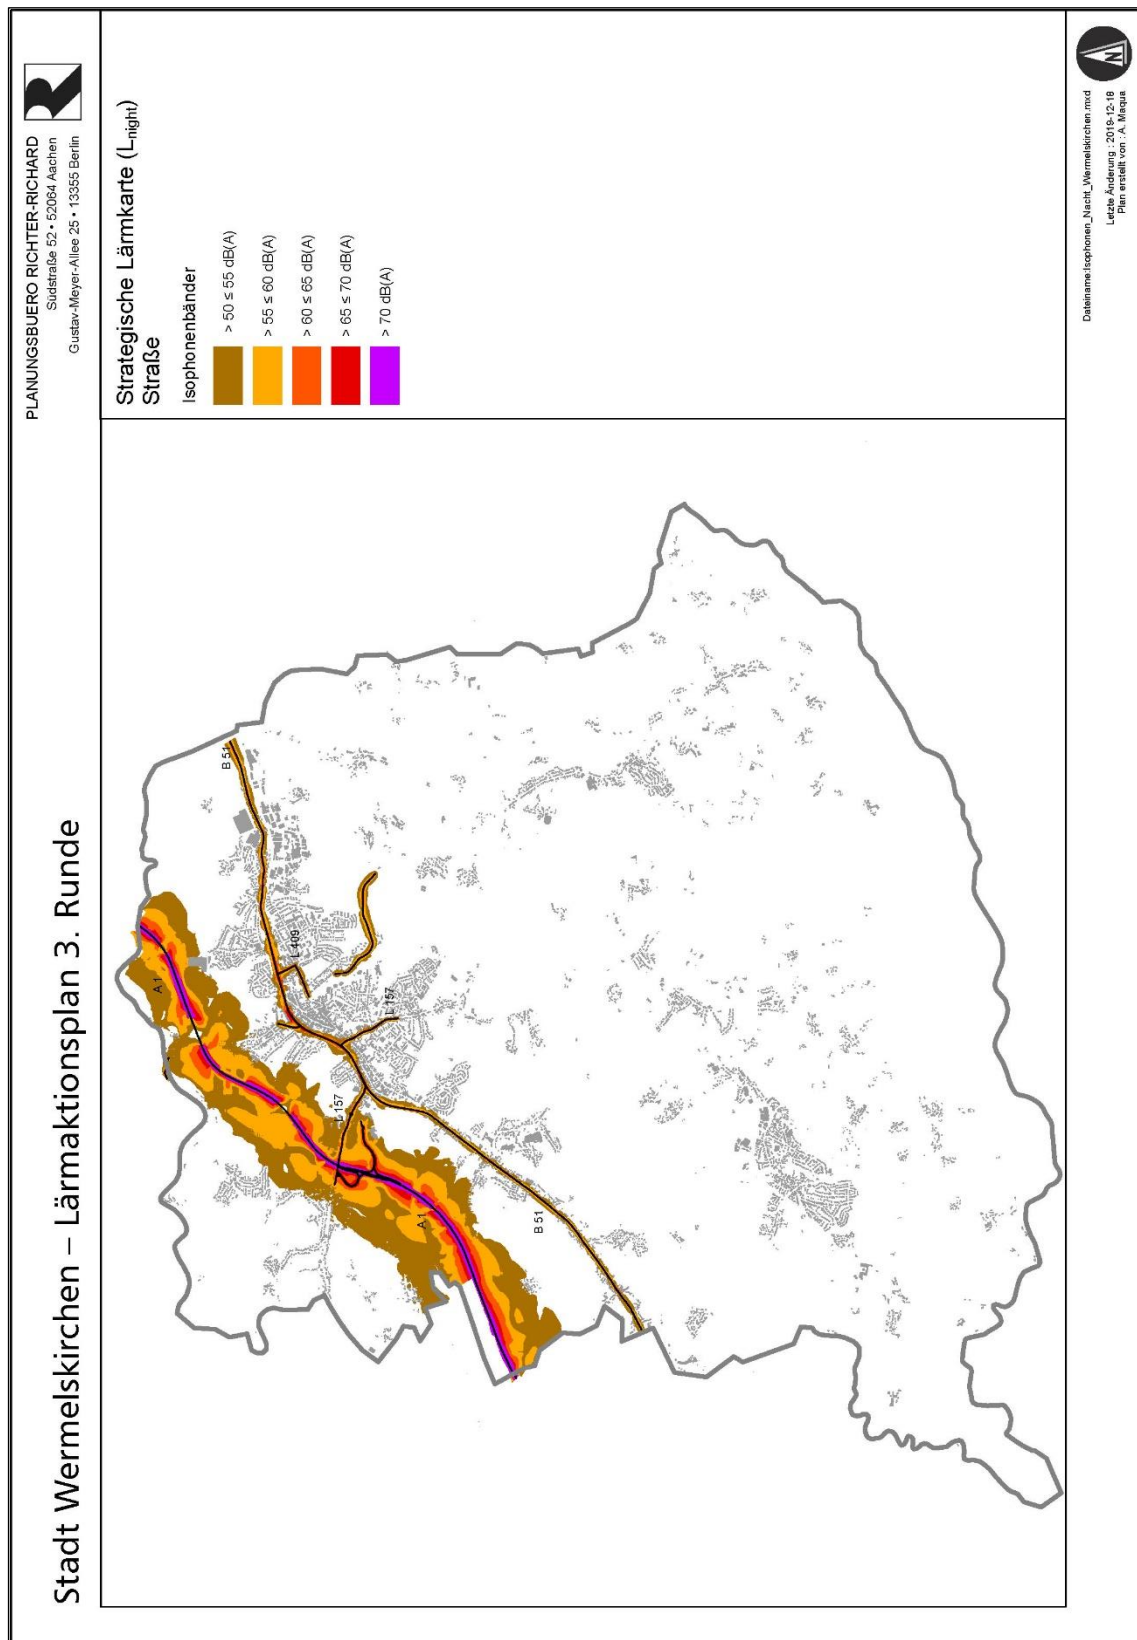 Stadt Wermelskirchen – Lärmaktionsplan 3. Runde
PLANUNGSBUERO RICHTER-RICHARD
Südstraße 52 • 52064 Aachen
Gustav-Meyer-Allee 25 • 13355 Berlin
Strategische Lärmkarte (Lnight)
Straße
Isophonenbänder
> 50 ≤ 55 dB(A)
> 55 ≤ 60 dB(A)
> 60 ≤ 65 dB(A)
> 65 ≤ 70 dB(A)
> 70 dB(A)
A 1
B 51
L 409
L 157
L 157
A 1
B 51
N
Dateiname:Isophonen_Nacht_Wermelskirchen.mxd
Letzte Änderung : 2019-12-18
Plan erstellt von : A. Maqua